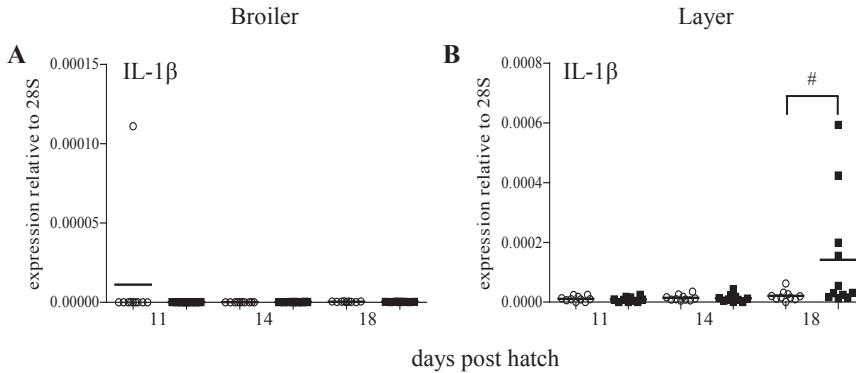 Broiler
A
IL-1β
expression relative to 28S
0.00015
0.00010
0.00005
0.00000
11 14 18
Layer
B
IL-1β
#
expression relative to 28S
0.0008
0.0006
0.0004
0.0002
0.0000
11 14 18
days post hatch